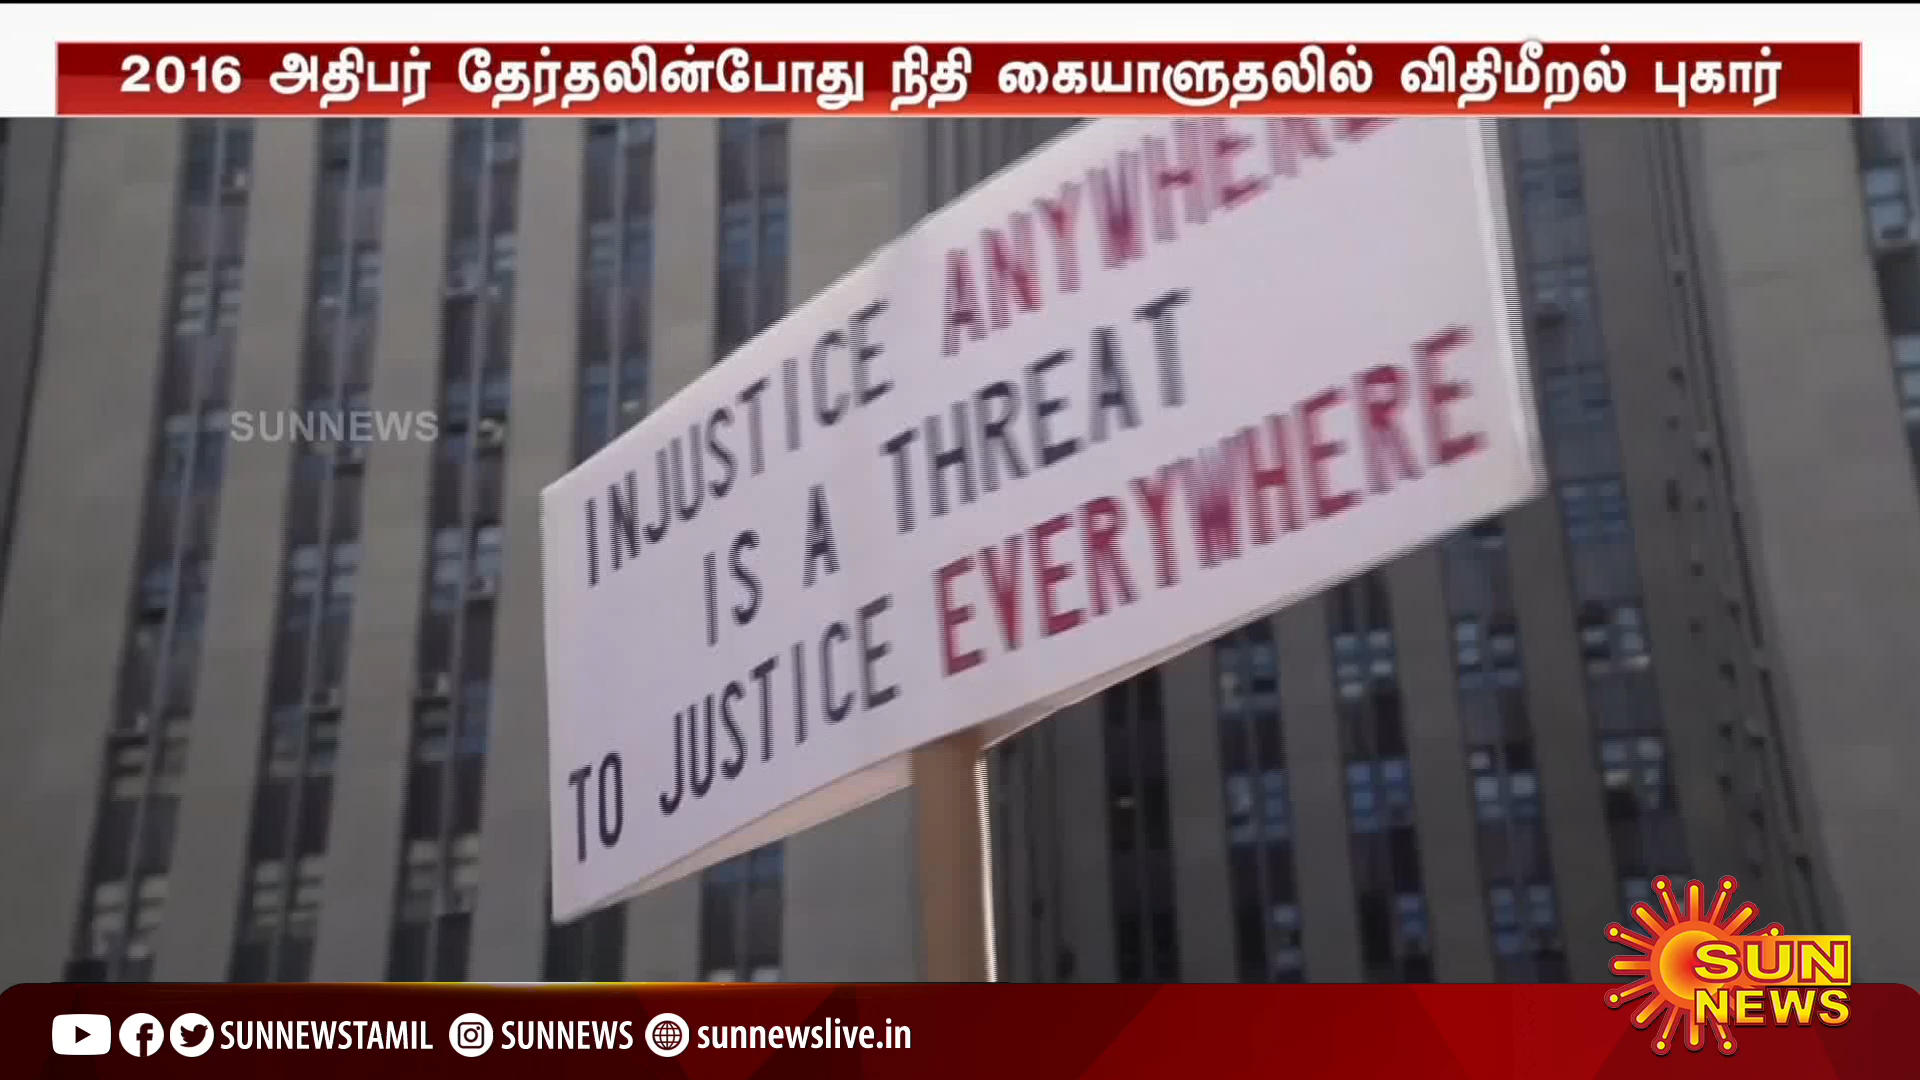 2016 அதிபர் தேர்தலின்போது நிதி கையாளுதலில் விதிமீறல் புகார்
INJUSTICE ANYWHERE
IS A THREAT
TO JUSTICE EVERYWHERE
SUNNEWS
SUN
NEWS
SUNNEWSTAMIL SUNNEWS sunnewslive.in